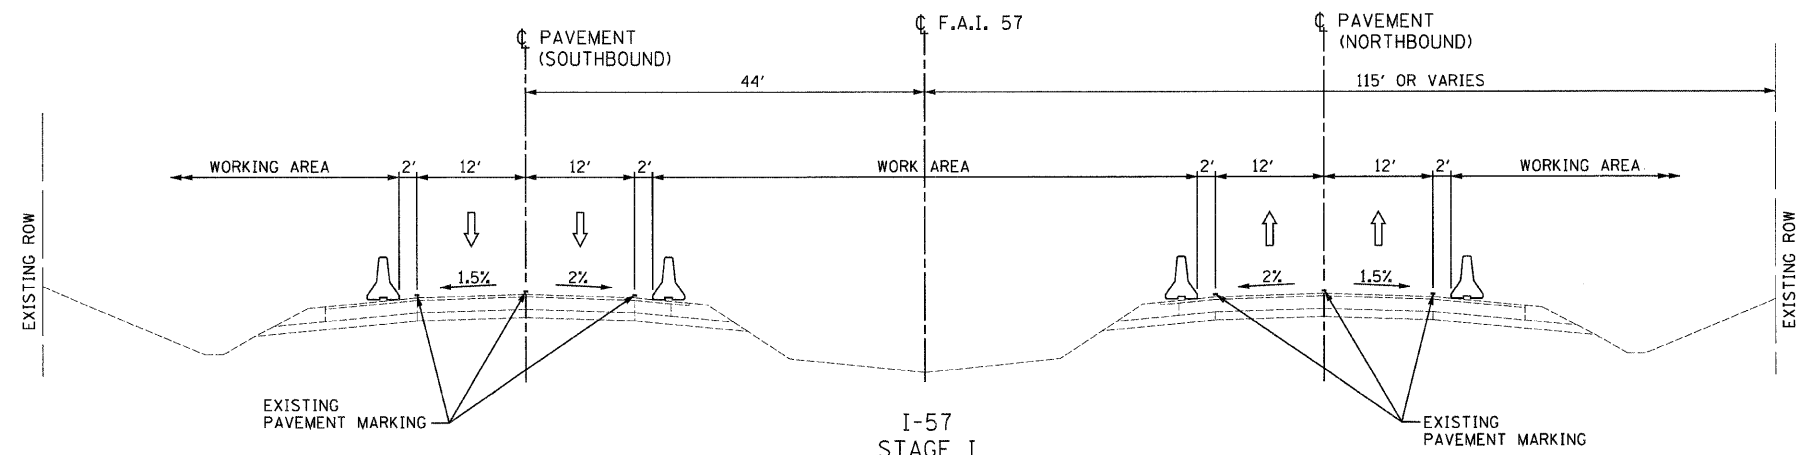 ℄ PAVEMENT
(SOUTHBOUND)
℄ F.A.I. 57
℄ PAVEMENT
(NORTHBOUND)
44'
115' OR VARIES
WORKING AREA
2'
12'
12'
2'
WORK AREA
2'
12'
12'
2'
WORKING AREA
EXISTING ROW
1.5%
2%
2%
1.5%
EXISTING ROW
EXISTING
PAVEMENT MARKING
I-57
STAGE I
EXISTING
PAVEMENT MARKING